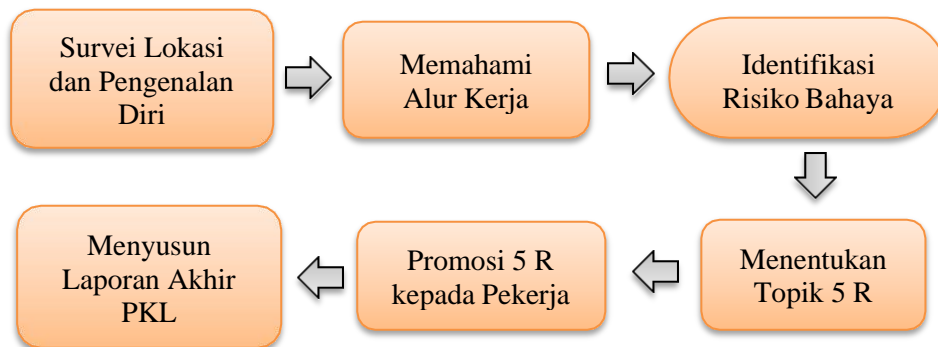 Survei Lokasi
dan Pengenalan
Diri
Memahami
Alur Kerja
Identifikasi
Risiko Bahaya
Menentukan
Topik 5 R
Promosi 5 R
kepada Pekerja
Menyusun
Laporan Akhir
PKL